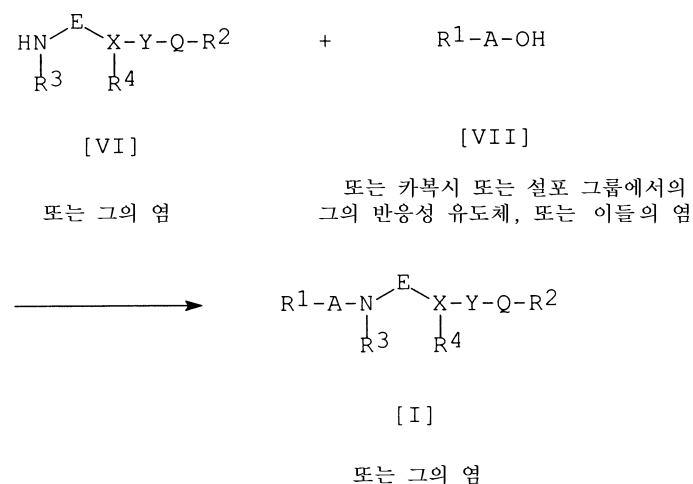 E
HN X-Y-Q-R2 + R1-A-OH
R3 R4
[VI] [VII]
또는 그의 염
또는 카복시 또는 설포 그룹에서의
그의 반응성 유도체, 또는 이들의 염
E
R1-A-N X-Y-Q-R2
R3 R4
[I]
또는 그의 염